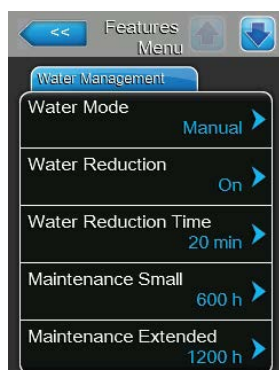 <<
Features
Menu
Water Management
Water Mode
Manual
Water Reduction
On
Water Reduction Time
20 min
Maintenance Small
600 h
Maintenance Extended
1200 h